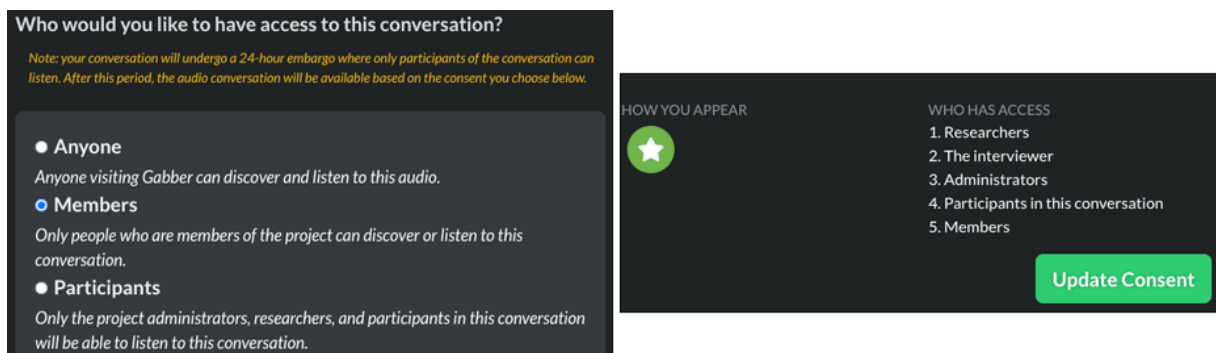 Who would you like to have access to this conversation?
Note: your conversation will undergo a 24-hour embargo where only participants of the conversation can
listen. After this period, the audio conversation will be available based on the consent you choose below.
Anyone
Anyone visiting Gabber can discover and listen to this audio.
Members
Only people who are members of the project can discover or listen to this
conversation.
Participants
Only the project administrators, researchers, and participants in this conversation
will be able to listen to this conversation.
HOW YOU APPEAR
WHO HAS ACCESS
1. Researchers
2. The interviewer
3. Administrators
4. Participants in this conversation
5. Members
Update Consent